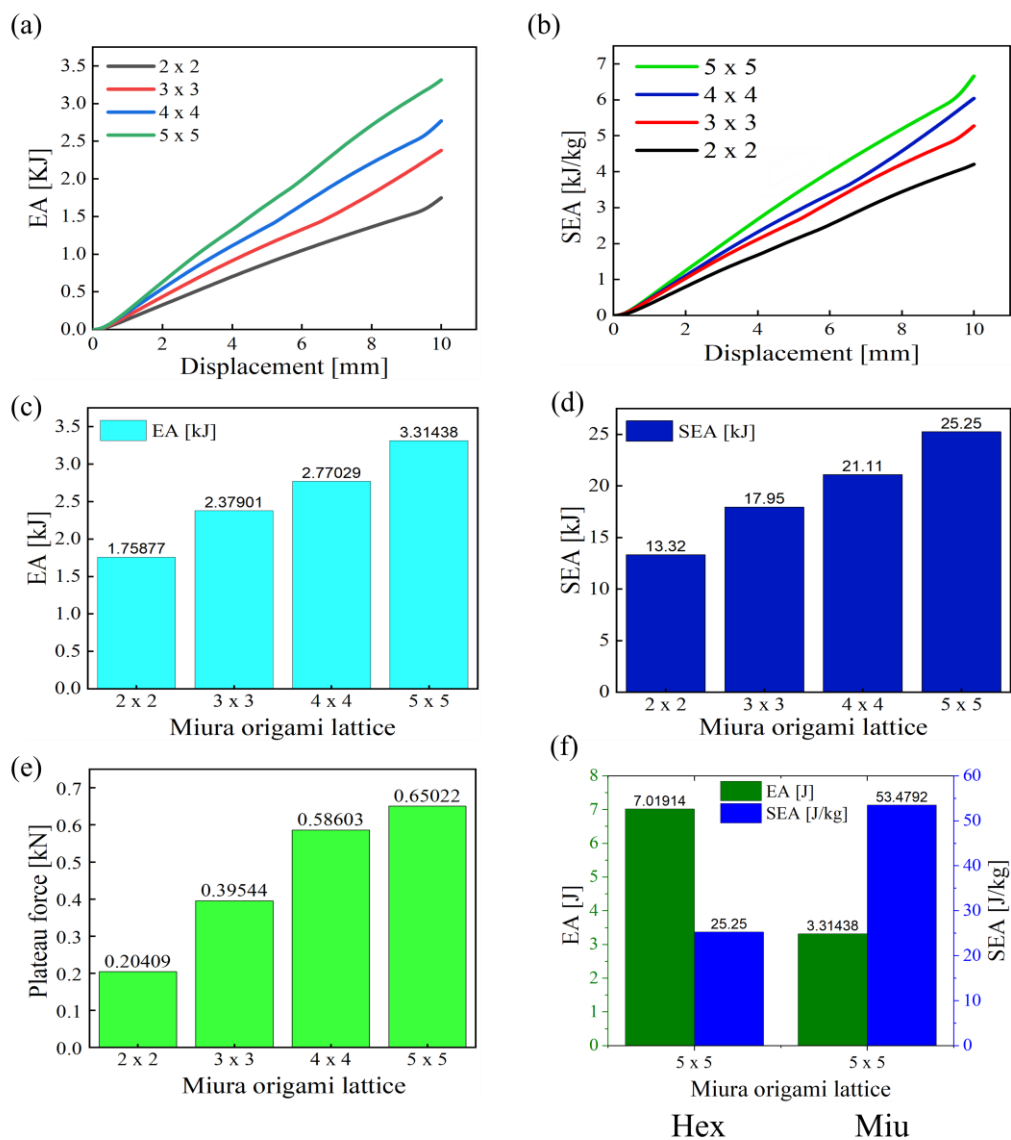 (a)
EA [KJ]
3.5
3.0
2.5
2.0
1.5
1.0
0.5
0.0
2 x 2
3 x 3
4 x 4
5 x 5
0 2 4 6 8 10
Displacement [mm]
(b)
SEA [kJ/kg]
7
6
5
4
3
2
1
0
5 x 5
4 x 4
3 x 3
2 x 2
0 2 4 6 8 10
Displacement [mm]
(c)
EA [kJ]
3.5
3.0
2.5
2.0
1.5
1.0
0.5
0.0
EA [kJ]
1.75877
2.37901
2.77029
3.31438
2 x 2 3 x 3 4 x 4 5 x 5
Miura origami lattice
(d)
SEA [kJ]
25
20
15
10
5
0
SEA [kJ]
13.32
17.95
21.11
25.25
2 x 2 3 x 3 4 x 4 5 x 5
Miura origami lattice
(e)
Plateau force [kN]
0.7
0.6
0.5
0.4
0.3
0.2
0.1
0.0
0.20409
0.39544
0.58603
0.65022
2 x 2 3 x 3 4 x 4 5 x 5
Miura origami lattice
(f)
EA [J]
8
7
6
5
4
3
2
1
0
EA [J]
SEA [J/kg]
7.01914
25.25
3.31438
53.4792
60
50
40
30
20
10
0
SEA [J/kg]
5 x 5 5 x 5
Miura origami lattice
Hex Miu